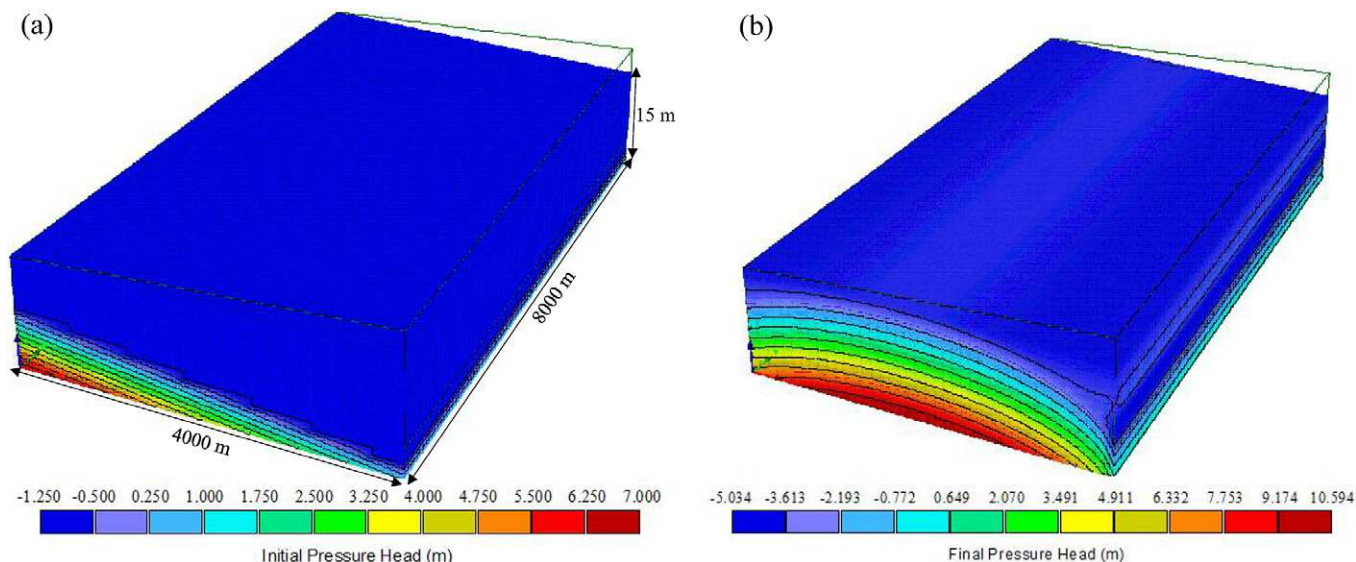 (a)
15 m
8000 m
4000 m
-1.250 -0.500 0.250 1.000 1.750 2.500 3.250 4.000 4.750 5.500 6.250 7.000
Initial Pressure Head (m)
(b)
-5.034 -3.613 -2.193 -0.772 0.649 2.070 3.491 4.911 6.332 7.753 9.174 10.594
Final Pressure Head (m)